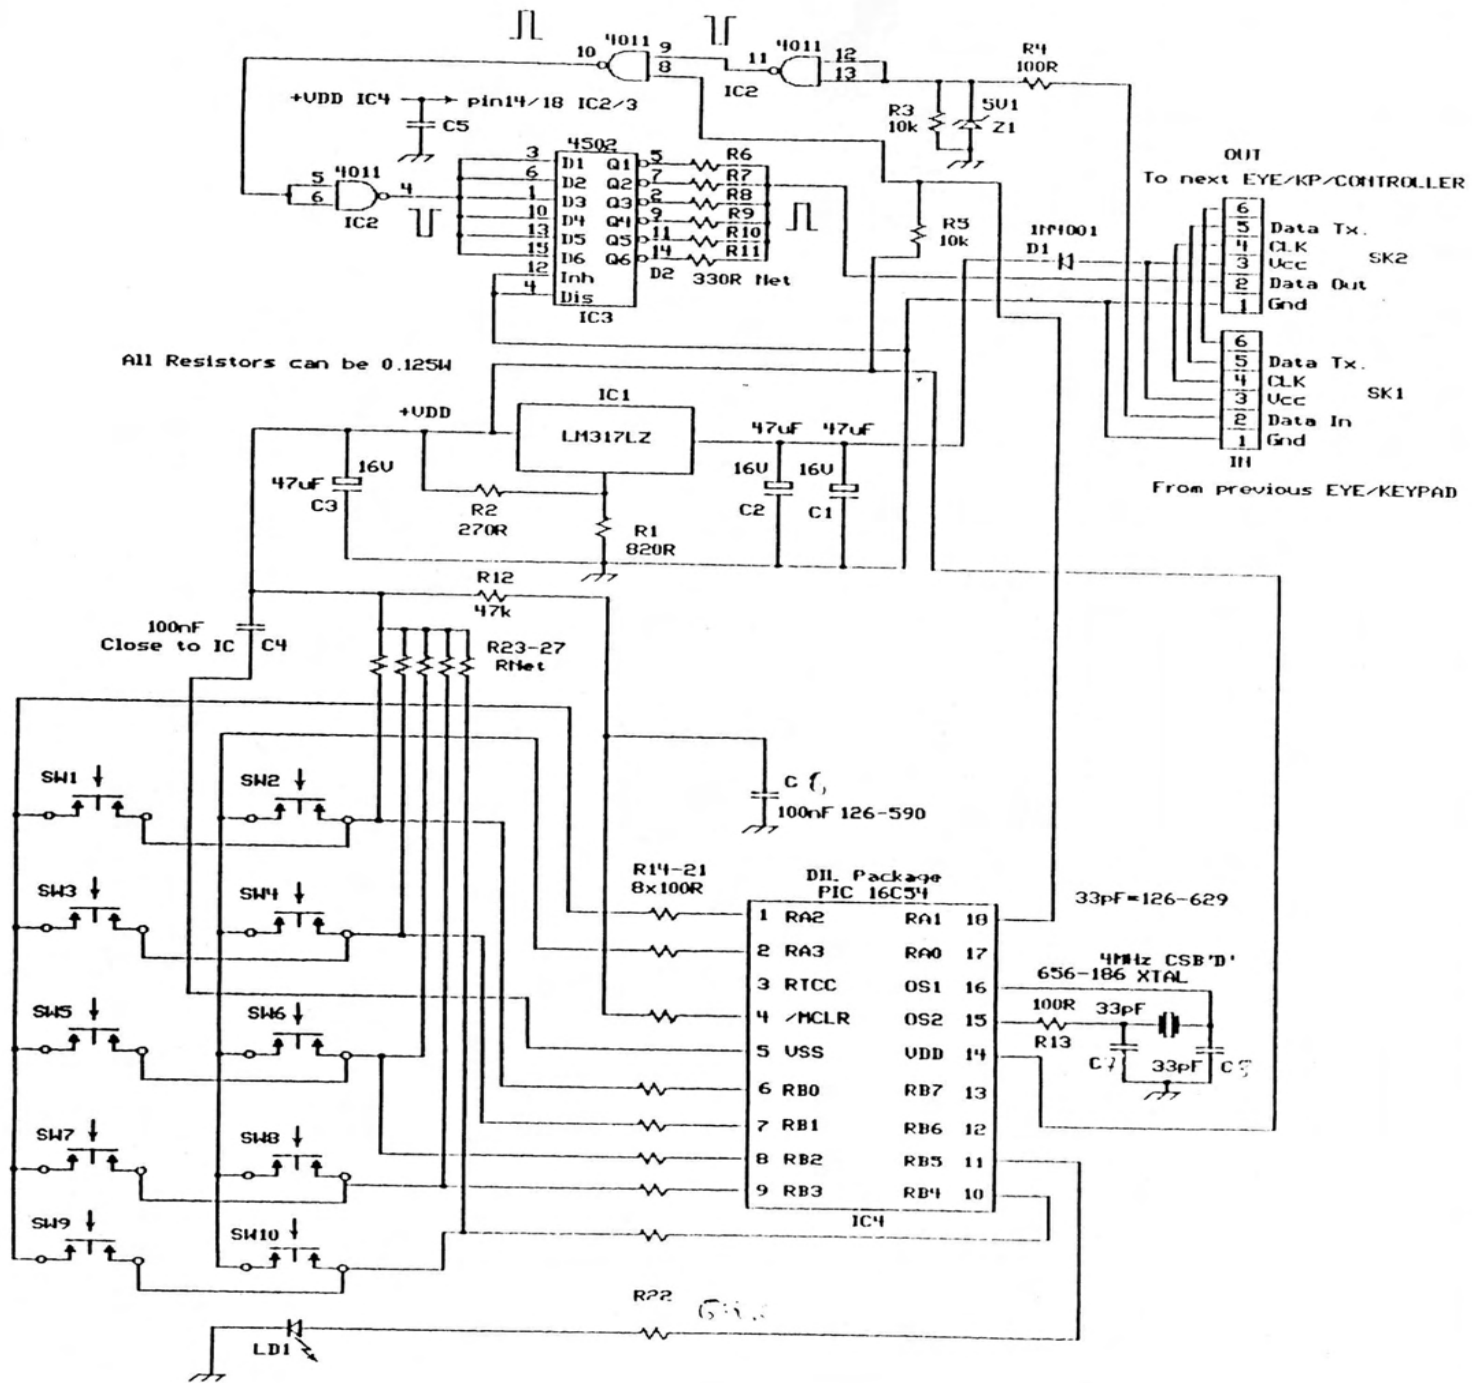 4011
10
9
8
11
4011
12
13
IC2
R4
100R
+VDD IC4
pin14/18 IC2/3
C5
R3
10k
5V1
Z1
4502
3 D1 Q1 5 R6
6 D2 Q2 7 R7
1 D3 Q3 2 R8
10 D4 Q4 9 R9
13 D5 Q5 11 R10
15 D6 Q6 14 R11
12 Inh
4 Dis
D2 330R Net
IC3
5
6
4011
4
IC2
R5
10k
1N4001
D1
OUT
To next EYE/KP/CONTROLLER
6
5 Data Tx.
4 CLK
3 Vcc
2 Data Out
1 Gnd
SK2
6
5 Data Tx.
4 CLK
3 Vcc
2 Data In
1 Gnd
SK1
IN
From previous EYE/KEYPAD
All Resistors can be 0.125W
+VDD
IC1
LM317LZ
47uF 47uF
16V
47uF
C3
R2
270R
R1
820R
16V
C2
16V
C1
R12
47k
100nF
Close to IC C4
R23-27
RNet
SW1
SW2
C6
100nF 126-590
SW3
SW4
R14-21
8x100R
DIL Package
PIC 16C54
33pF=126-629
1 RA2 RA1 18
2 RA3 RA0 17
3 RTCC OS1 16
4 /MCLR OS2 15
5 VSS VDD 14
6 RB0 RB7 13
7 RB1 RB6 12
8 RB2 RB5 11
9 RB3 RB4 10
IC4
4MHz CSB'D'
656-186 XTAL
100R
R13
33pF
C7
33pF
C8
SW5
SW6
SW7
SW8
SW9
SW10
R22
LD1